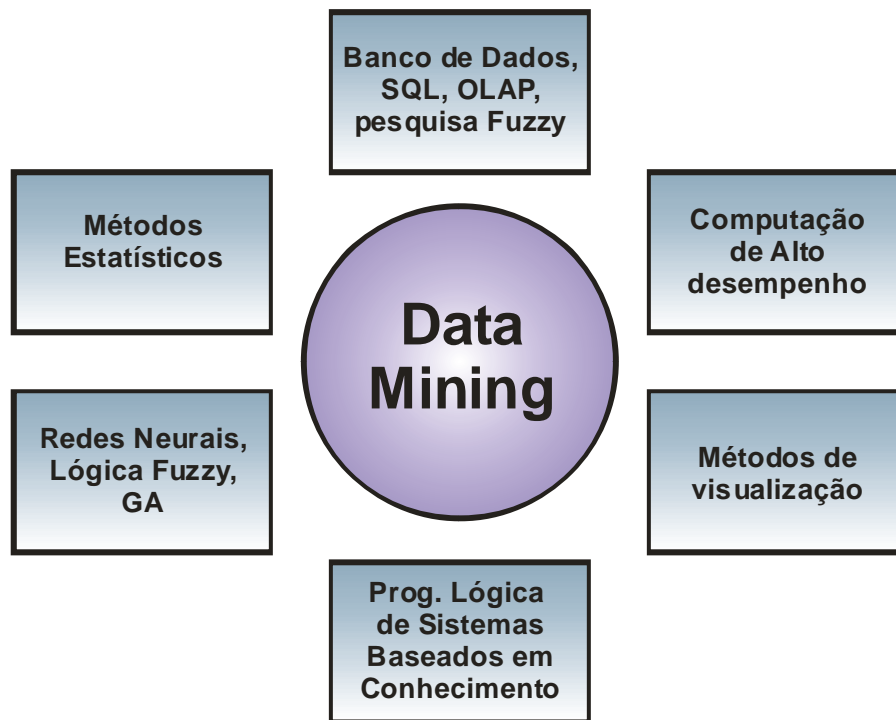 Banco de Dados,
SQL, OLAP,
pesquisa Fuzzy
Métodos
Estatísticos
Computação
de Alto
desempenho
Data
Mining
Redes Neurais,
Lógica Fuzzy,
GA
Métodos de
visualização
Prog. Lógica
de Sistemas
Baseados em
Conhecimento